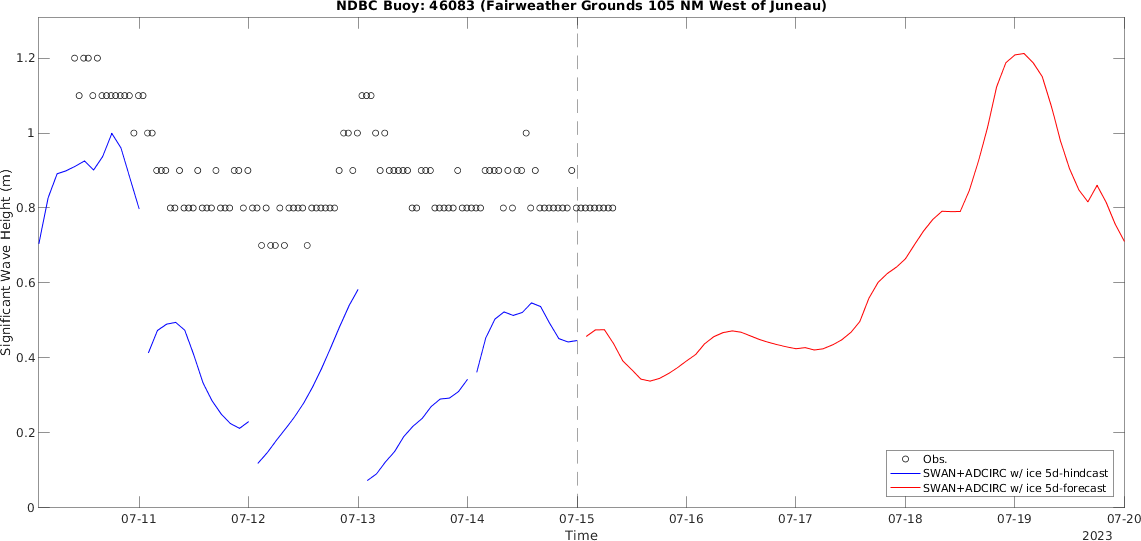 NDBC Buoy: 46083 (Fairweather Grounds 105 NM West of Juneau)
1.2
1
0.8
0.6
0.4
0.2
0
Significant Wave Height (m)
Obs.
SWAN+ADCIRC w/ ice 5d-hindcast
SWAN+ADCIRC w/ ice 5d-forecast
07-11 07-12 07-13 07-14 07-15 07-16 07-17 07-18 07-19 07-20
Time
2023